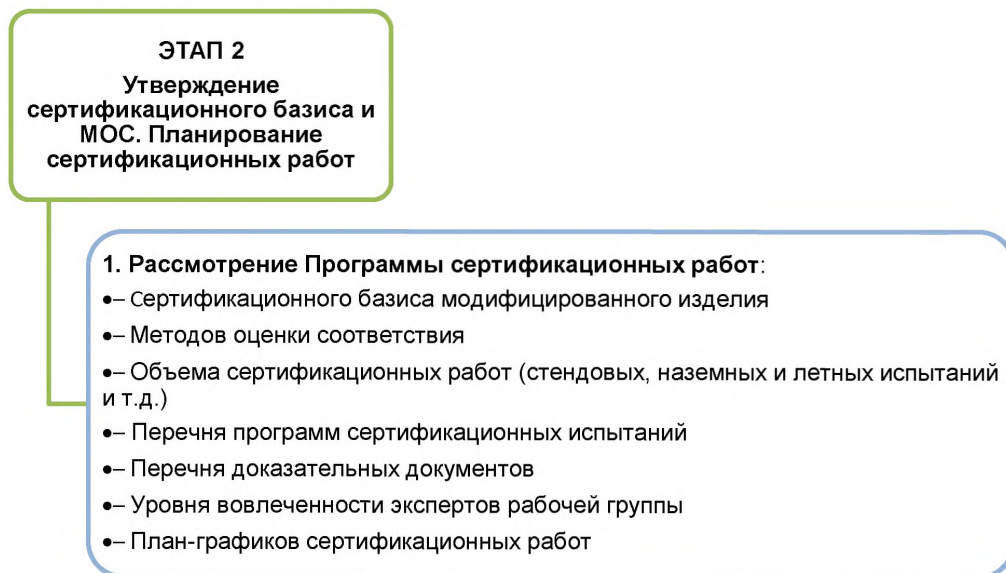 ЭТАП 2
Утверждение
сертификационного базиса и
МОС. Планирование
сертификационных работ
1. Рассмотрение Программы сертификационных работ:
•– Сертификационного базиса модифицированного изделия
•– Методов оценки соответствия
•– Объема сертификационных работ (стендовых, наземных и летных испытаний
и т.д.)
•– Перечня программ сертификационных испытаний
•– Перечня доказательных документов
•– Уровня вовлеченности экспертов рабочей группы
•– План-графиков сертификационных работ